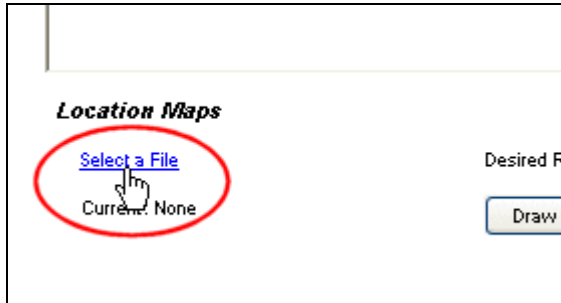 Location Maps
Select a File
Desired R
Current: None
Draw